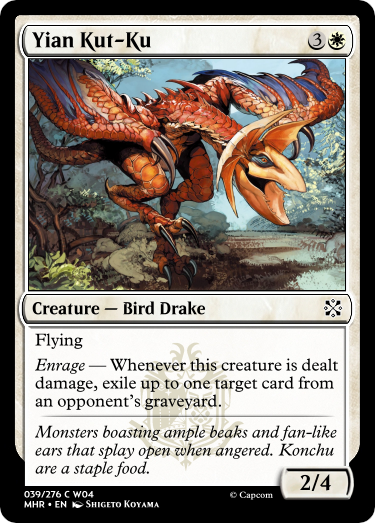 Yian Kut-Ku 3
Creature — Bird Drake
Flying
Enrage — Whenever this creature is dealt
damage, exile up to one target card from
an opponent's graveyard.
Monsters boasting ample beaks and fan-like
ears that splay open when angered. Konchu
are a staple food.
2/4
039/276 C W04
MHR • EN SHIGETO KOYAMA
© Capcom